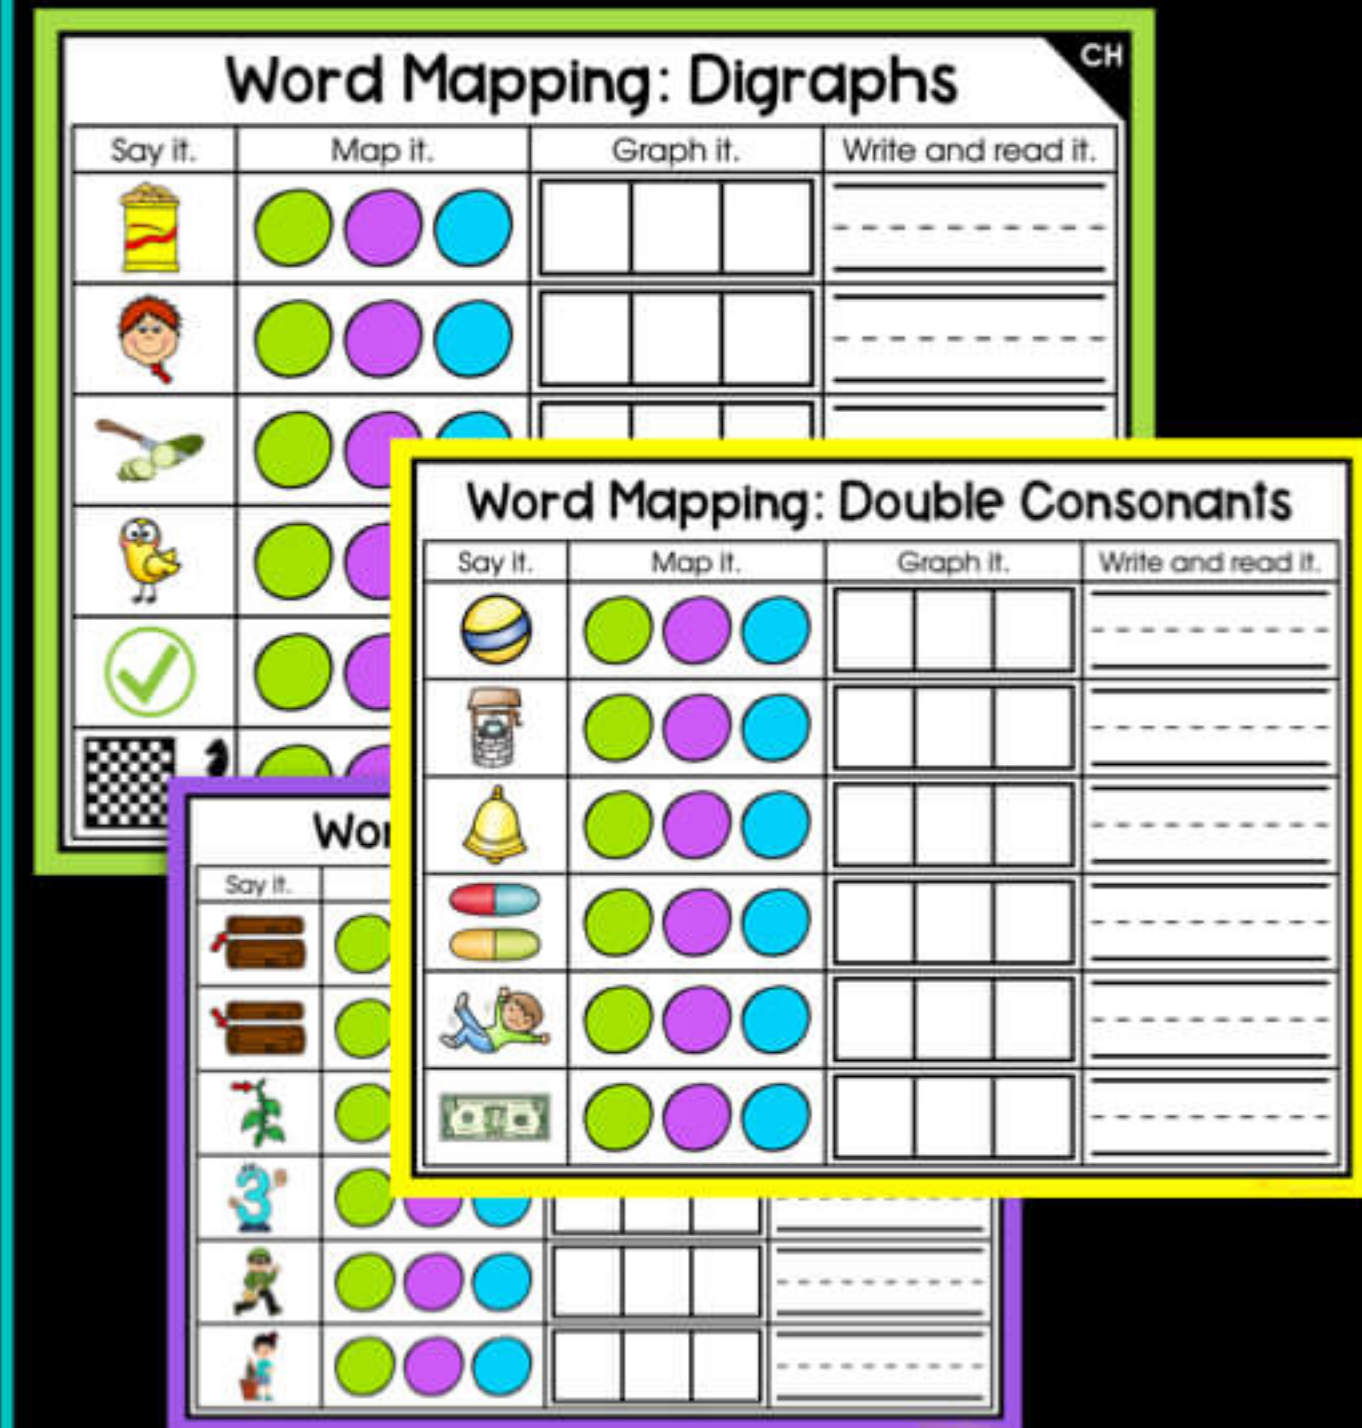 CH
Word Mapping: Digraphs
Say it. Map it. Graph it. Write and read it.
Word Mapping: Double Consonants
Say it. Map it. Graph it. Write and read it.
Wor
Say it.
3